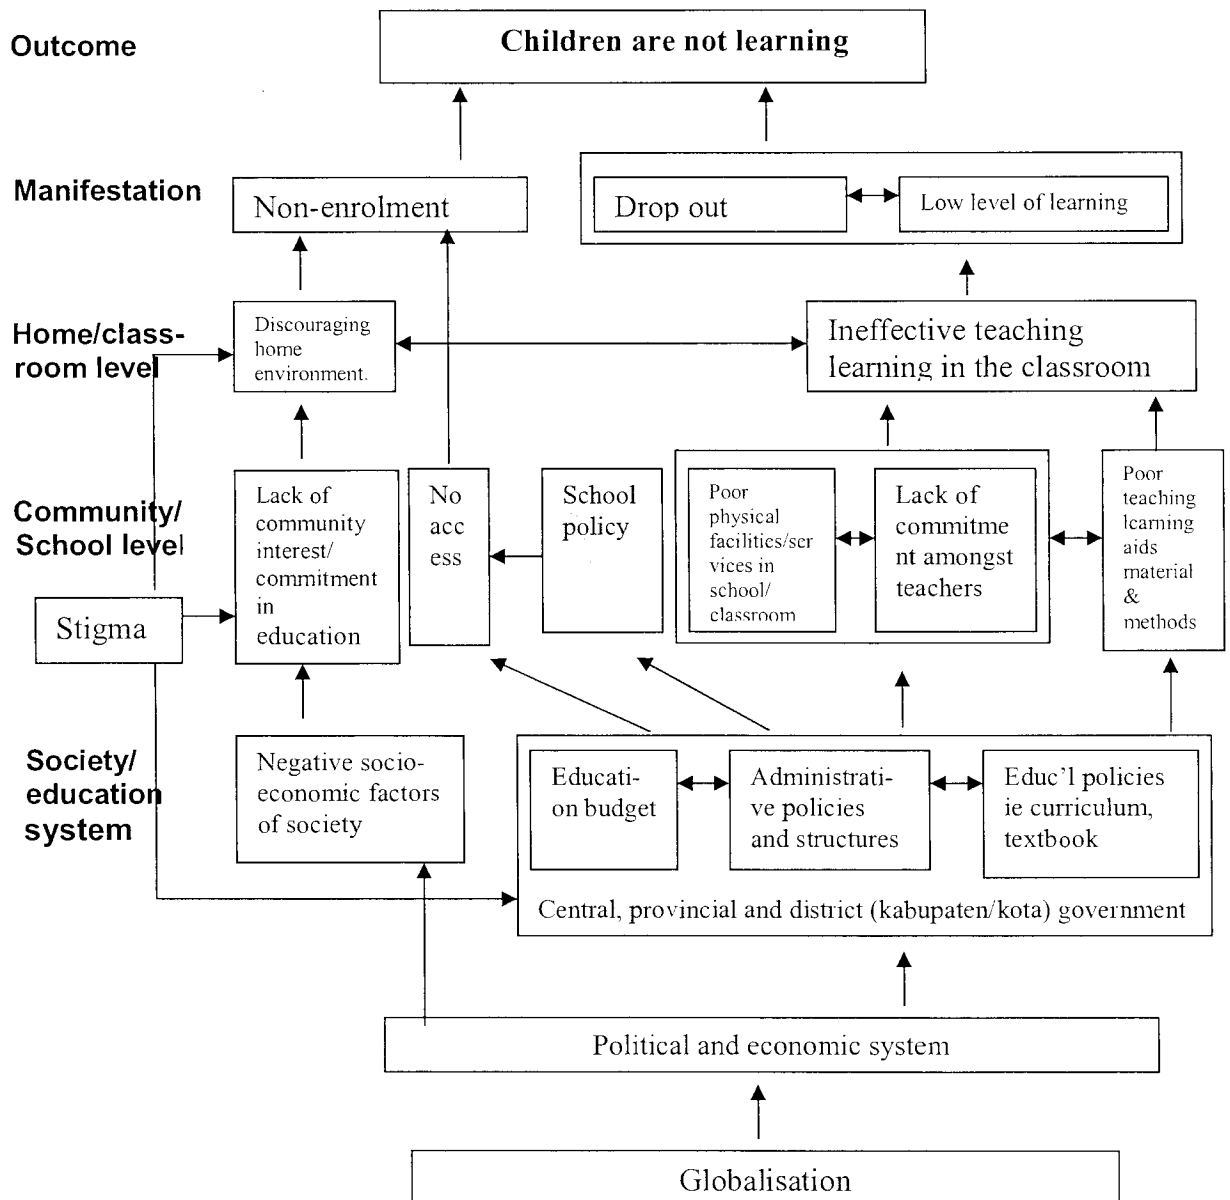 Outcome
Children are not learning
Manifestation
Non-enrolment
Drop out
Low level of learning
Home/class-
room level
Discouraging
home
environment.
Ineffective teaching
learning in the classroom
Community/
School level
Lack of
community
interest/
commitment
in
education
No
acc
ess
School
policy
Poor
physical
facilities/ser
vices in
school/
classroom
Lack of
commitme
nt amongst
teachers
Poor
teaching
learning
aids
material
&
methods
Stigma
Society/
education
system
Negative socio-
economic factors
of society
Educati-
on budget
Administrati-
ve policies
and structures
Educ'l policies
ie curriculum,
textbook
Central, provincial and district (kabupaten/kota) government
Political and economic system
Globalisation